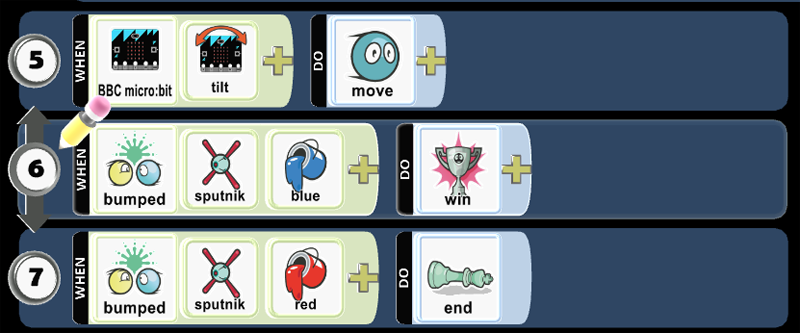 5 WHEN BBC micro:bit tilt DO move
6 WHEN bumped sputnik blue DO win
7 WHEN bumped sputnik red DO end